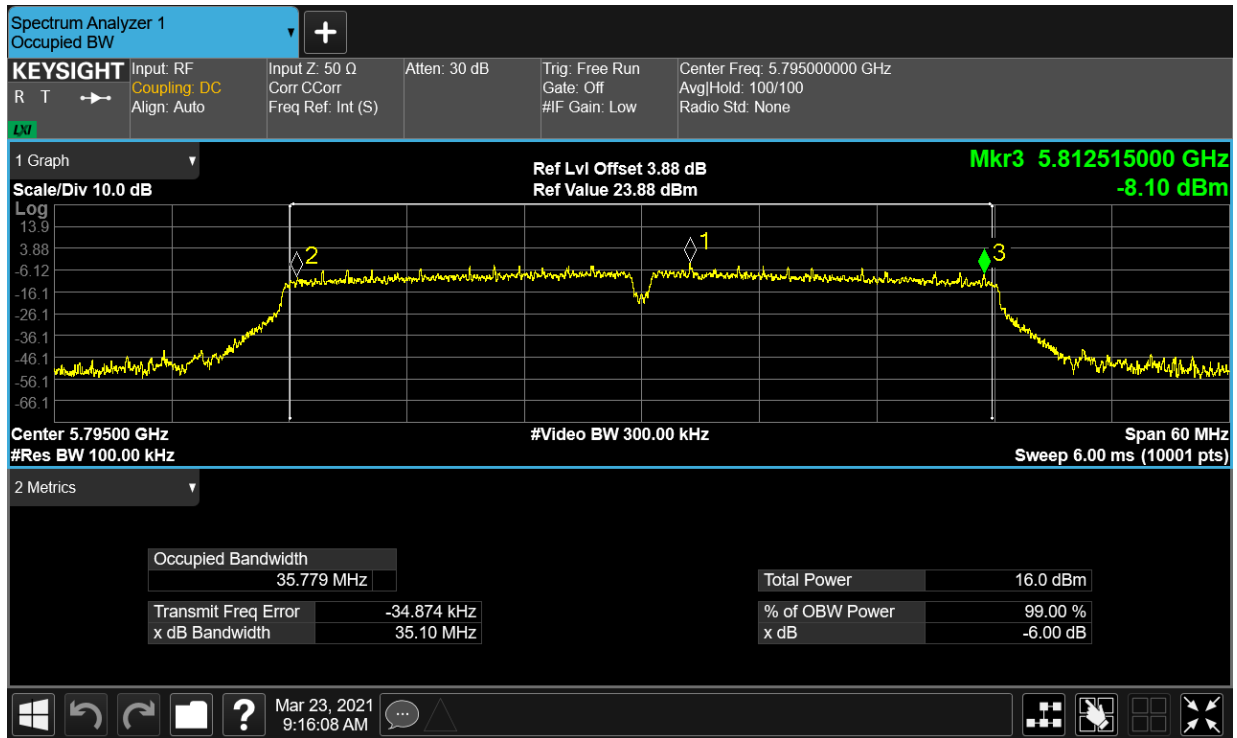 Spectrum Analyzer 1
Occupied BW
KEYSIGHT
R T
LXI
Input: RF
Coupling: DC
Align: Auto
Input Z: 50 Ω
Corr CCorr
Freq Ref: Int (S)
Atten: 30 dB
Trig: Free Run
Gate: Off
#IF Gain: Low
Center Freq: 5.795000000 GHz
Avg|Hold: 100/100
Radio Std: None
1 Graph
Scale/Div 10.0 dB
Ref Lvl Offset 3.88 dB
Ref Value 23.88 dBm
Mkr3 5.812515000 GHz
-8.10 dBm
Log
13.9
3.88
-6.12
-16.1
-26.1
-36.1
-46.1
-56.1
-66.1
2
1
3
Center 5.79500 GHz
#Video BW 300.00 kHz
Span 60 MHz
#Res BW 100.00 kHz
Sweep 6.00 ms (10001 pts)
2 Metrics
Occupied Bandwidth
35.779 MHz
Transmit Freq Error -34.874 kHz
x dB Bandwidth 35.10 MHz
Total Power 16.0 dBm
% of OBW Power 99.00 %
x dB -6.00 dB
?
Mar 23, 2021
9:16:08 AM